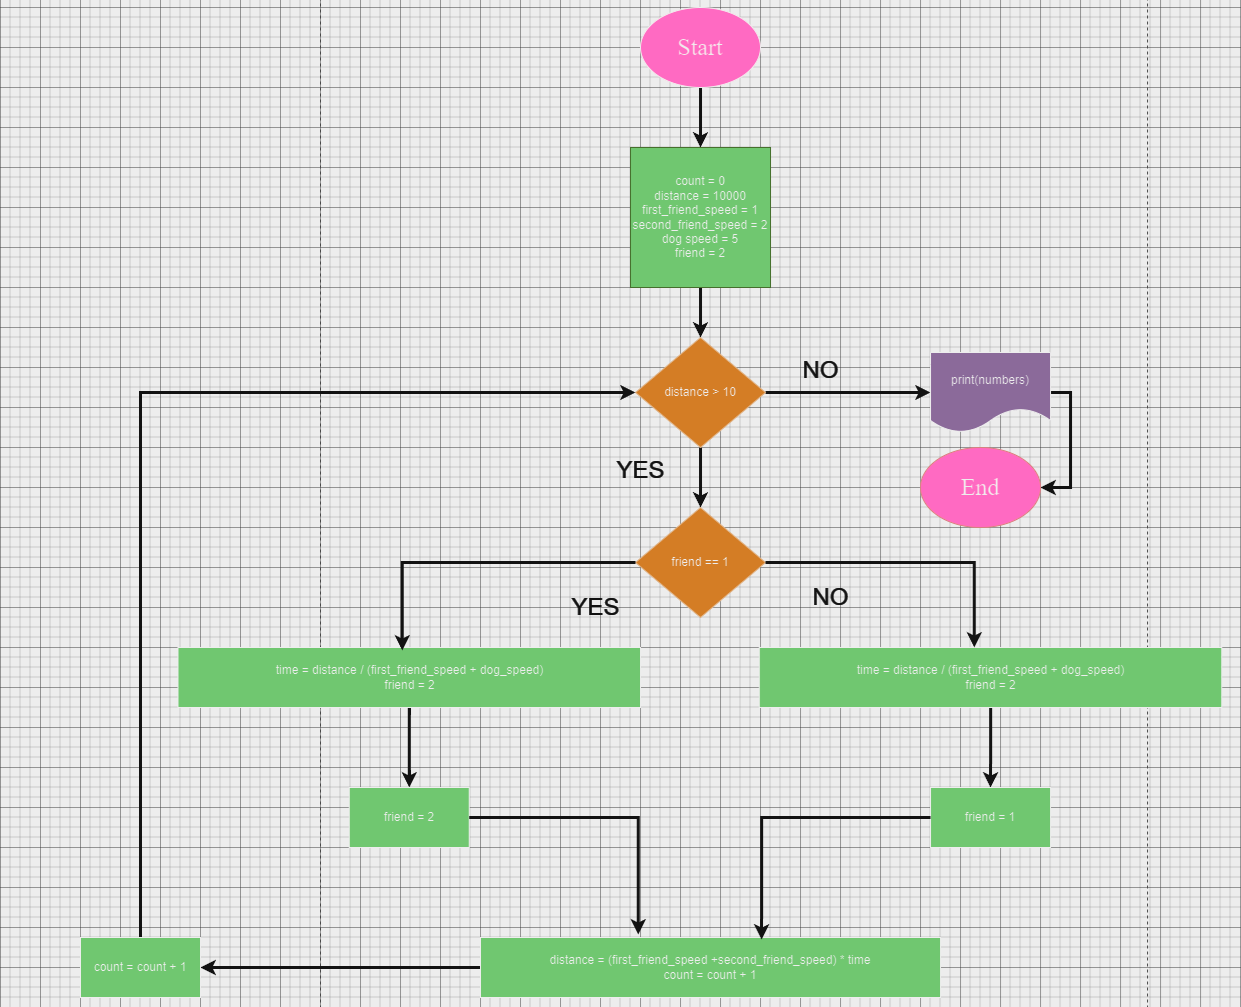 Start
count = 0
distance = 10000
first_friend_speed = 1
second_friend_speed = 2
dog speed = 5
friend = 2
distance > 10
NO
print(numbers)
YES
End
friend == 1
YES
NO
time = distance / (first_friend_speed + dog_speed)
friend = 2
time = distance / (first_friend_speed + dog_speed)
friend = 2
friend = 2
friend = 1
count = count + 1
distance = (first_friend_speed +second_friend_speed) * time
count = count + 1